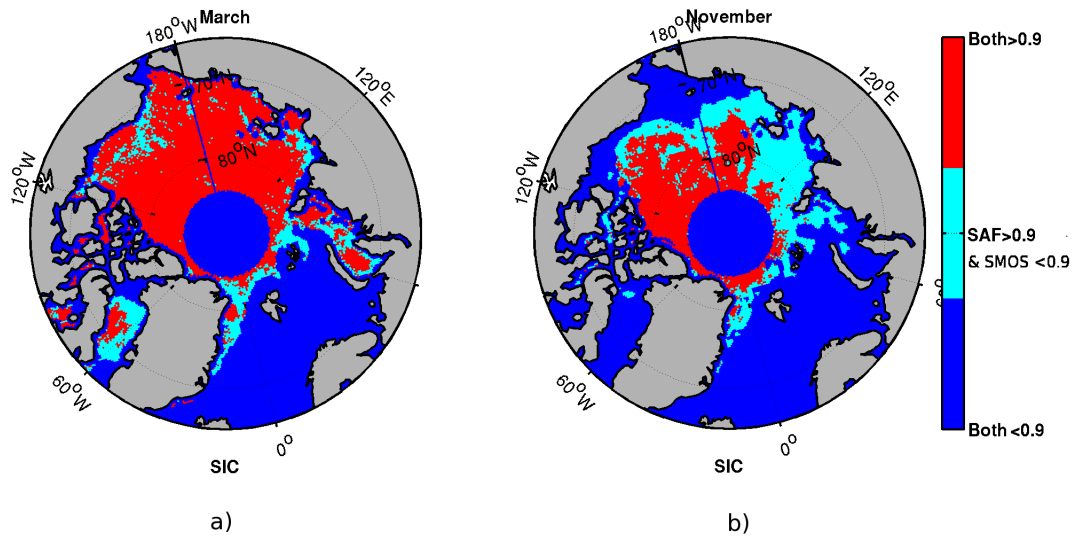 March
180°W
70°N
80°N
120°E
120°W
60°W
0°
SIC
a)
November
180°W
70°N
80°N
120°E
120°W
60°W
0°
SIC
b)
Both>0.9
SAF>0.9
& SMOS <0.9
Both <0.9